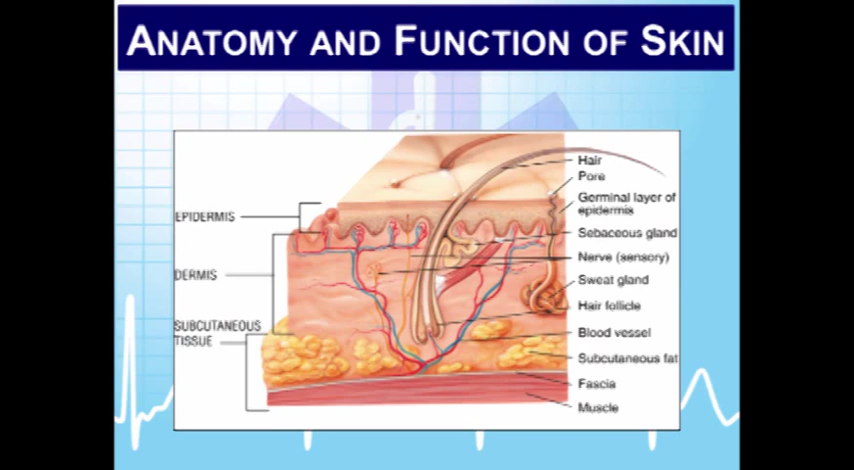 ANATOMY AND FUNCTION OF SKIN
EPIDERMIS
DERMIS
SUBCUTANEOUS
TISSUE
Hair
Pore
Germinal layer of
epidermis
Sebaceous gland
Nerve (sensory)
Sweat gland
Hair follicle
Blood vessel
Subcutaneous fat
Fascia
Muscle